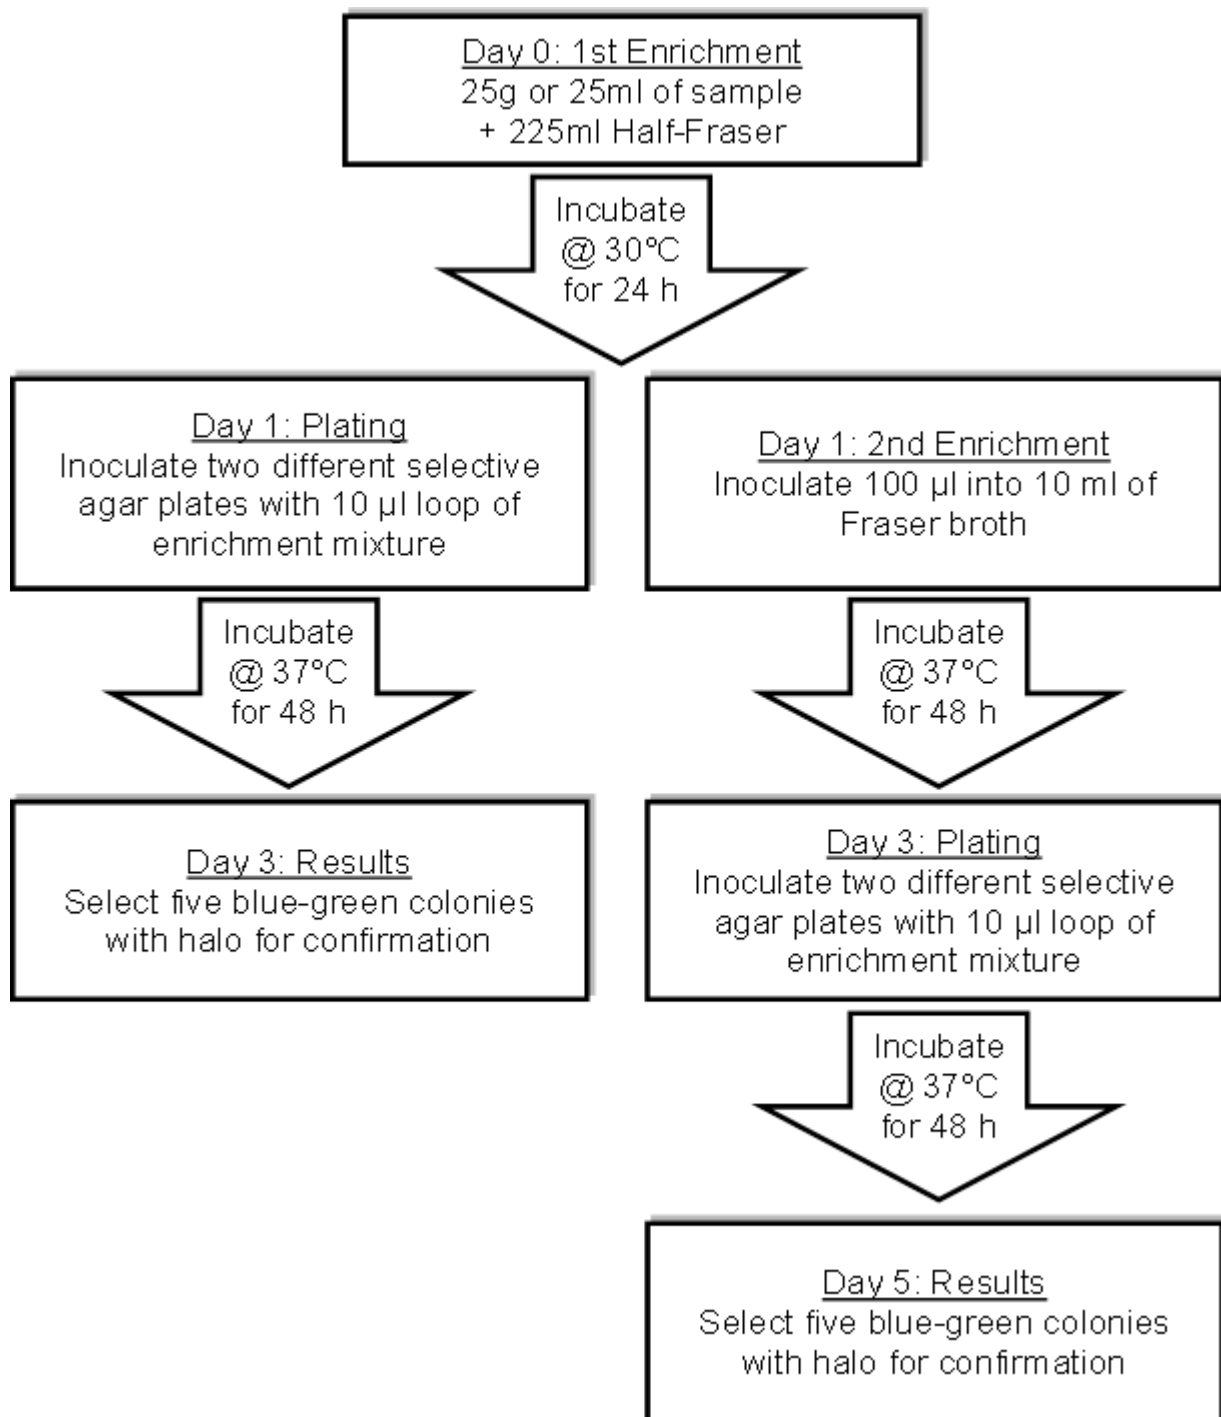 Day 0: 1st Enrichment
25g or 25ml of sample
+ 225ml Half-Fraser
Incubate
@ 30°C
for 24 h
Day 1: Plating
Inoculate two different selective
agar plates with 10 µl loop of
enrichment mixture
Day 1: 2nd Enrichment
Inoculate 100 µl into 10 ml of
Fraser broth
Incubate
@ 37°C
for 48 h
Incubate
@ 37°C
for 48 h
Day 3: Results
Select five blue-green colonies
with halo for confirmation
Day 3: Plating
Inoculate two different selective
agar plates with 10 µl loop of
enrichment mixture
Incubate
@ 37°C
for 48 h
Day 5: Results
Select five blue-green colonies
with halo for confirmation